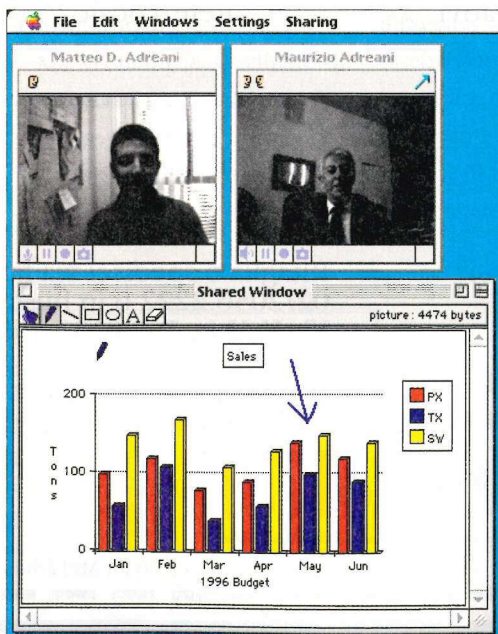 File Edit Windows Settings Sharing
Matteo D. Adreani
Maurizio Adreani
Shared Window
A
picture : 4474 bytes
Sales
200
100
0
Tons
PX
TX
SW
Jan Feb Mar Apr May Jun
1996 Budget